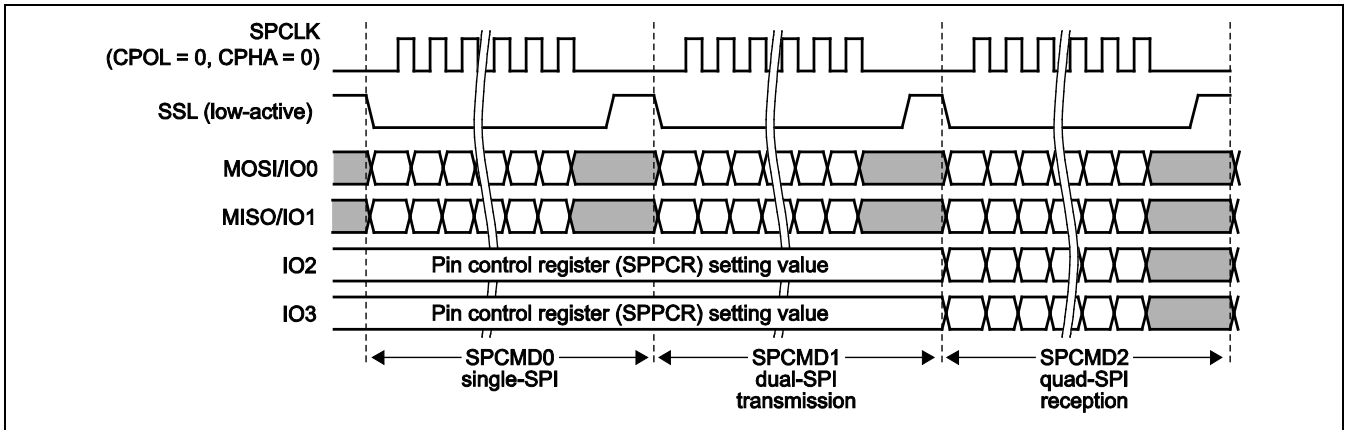 SPCLK
(CPOL = 0, CPHA = 0)
SSL (low-active)
MOSI/IO0
MISO/IO1
IO2
Pin control register (SPPCR) setting value
IO3
Pin control register (SPPCR) setting value
SPCMD0
single-SPI
SPCMD1
dual-SPI
transmission
SPCMD2
quad-SPI
reception